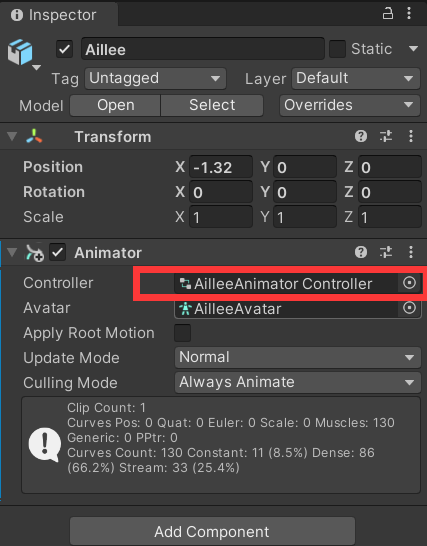 Inspector
Aillee Static
Tag Untagged Layer Default
Model Open Select Overrides
Transform
Position X -1.32 Y 0 Z 0
Rotation X 0 Y 0 Z 0
Scale X 1 Y 1 Z 1
Animator
Controller AilleeAnimator Controller
Avatar AilleeAvatar
Apply Root Motion
Update Mode Normal
Culling Mode Always Animate
Clip Count: 1
Curves Pos: 0 Quat: 0 Euler: 0 Scale: 0 Muscles: 130
Generic: 0 PPtr: 0
Curves Count: 130 Constant: 11 (8.5%) Dense: 86
(66.2%) Stream: 33 (25.4%)
Add Component